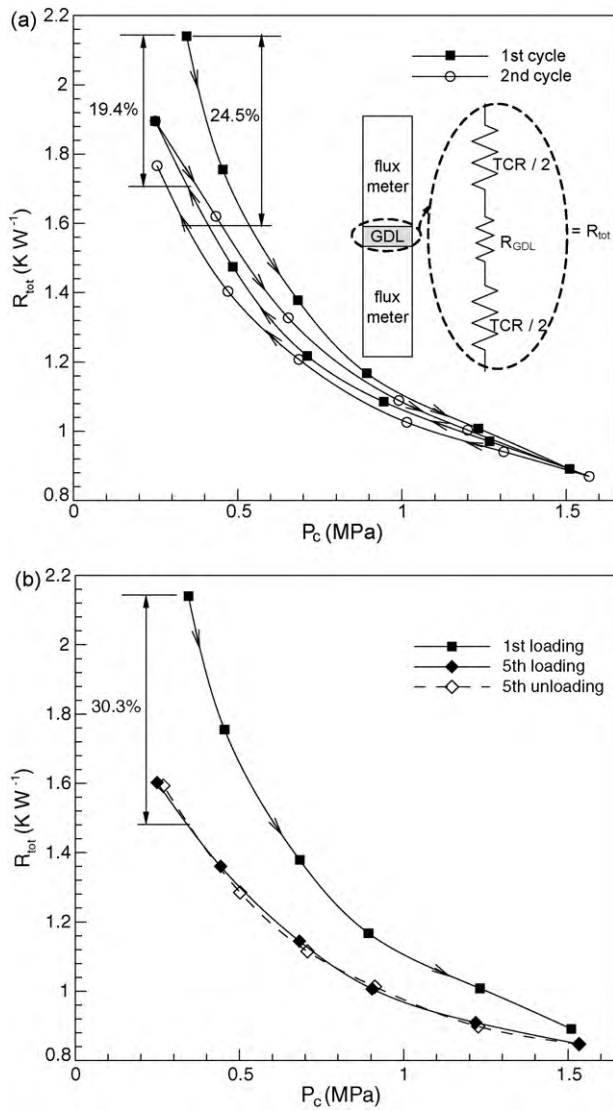 (a)
2.2
2
1.8
1.6
1.4
1.2
1
0.8
R_tot (K W⁻¹)
0.5
1
1.5
P_c (MPa)
19.4%
24.5%
1st cycle
2nd cycle
flux
meter
GDL
flux
meter
TCR / 2
R_GDL
TCR / 2
= R_tot
(b)
2.2
2
1.8
1.6
1.4
1.2
1
0.8
R_tot (K W⁻¹)
0.5
1
1.5
P_c (MPa)
30.3%
1st loading
5th loading
5th unloading